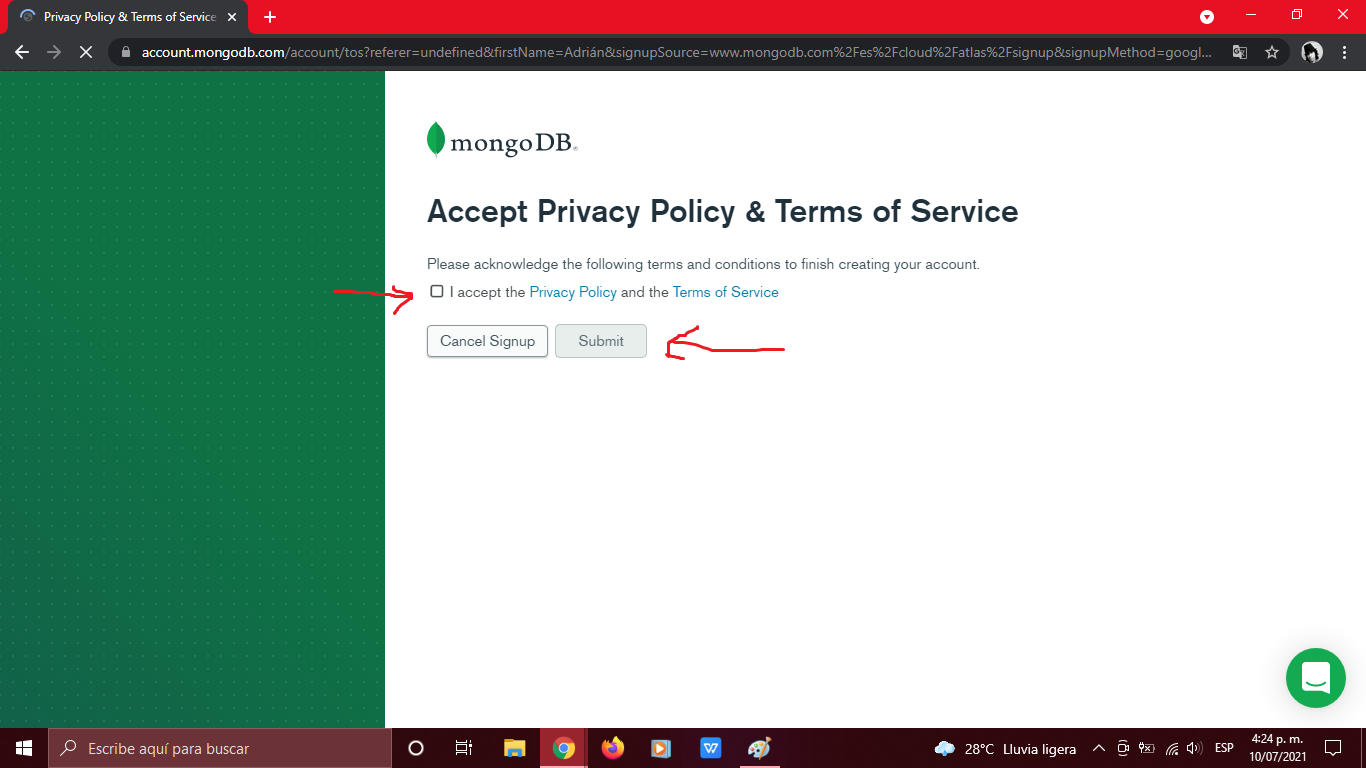 Privacy Policy & Terms of Service
account.mongodb.com/account/tos?referer=undefined&firstName=Adrián&signupSource=www.mongodb.com%2Fes%2Fcloud%2Fatlas%2Fsignup&signupMethod=googl...
mongoDB®
Accept Privacy Policy & Terms of Service
Please acknowledge the following terms and conditions to finish creating your account.
I accept the Privacy Policy and the Terms of Service
Cancel Signup Submit
Escribe aquí para buscar
28°C Lluvia ligera
ESP
4:24 p. m.
10/07/2021